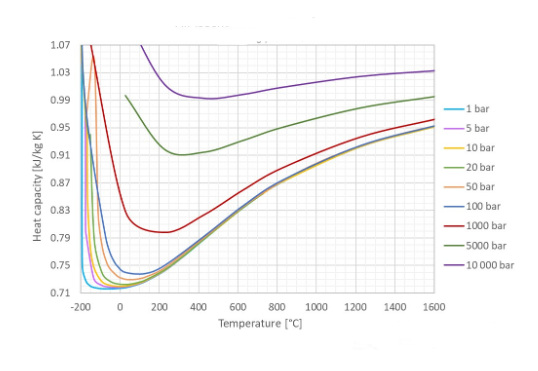 1.07
1.03
0.99
0.95
0.91
0.87
0.83
0.79
0.75
0.71
Heat capacity [kJ/kg K]
-200 0 200 400 600 800 1000 1200 1400 1600
Temperature [°C]
1 bar
5 bar
10 bar
20 bar
50 bar
100 bar
1000 bar
5000 bar
10 000 bar